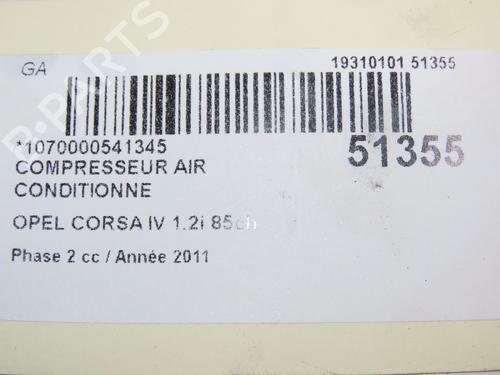 GA
19310101 51355
*1070000541345
51355
COMPRESSEUR AIR
CONDITIONNE
OPEL CORSA IV 1.2i 85ch
Phase 2 cc / Année 2011
B-PARTS